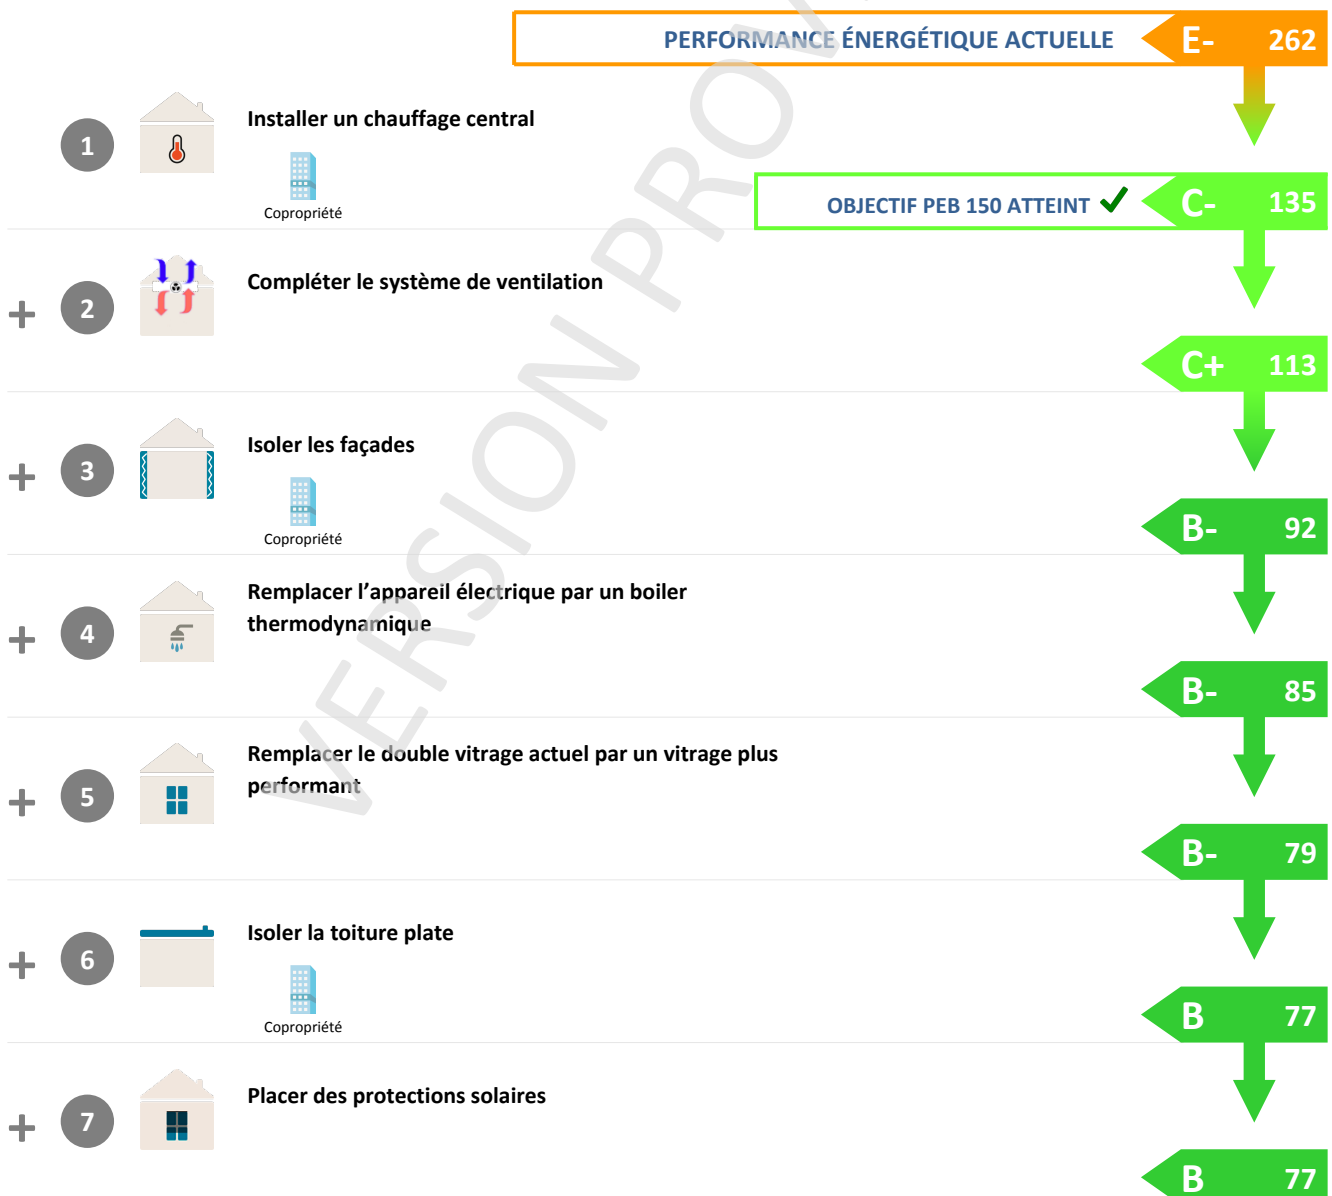 PERFORMANCE ÉNERGÉTIQUE ACTUELLE E- 262
1 Installer un chauffage central
Copropriété
OBJECTIF PEB 150 ATTEINT C- 135
+ 2 Compléter le système de ventilation
C+ 113
+ 3 Isoler les façades
Copropriété
B- 92
+ 4 Remplacer l’appareil électrique par un boiler
thermodynamique
B- 85
+ 5 Remplacer le double vitrage actuel par un vitrage plus
performant
B- 79
+ 6 Isoler la toiture plate
Copropriété
B 77
+ 7 Placer des protections solaires
B 77
VERSION PROV